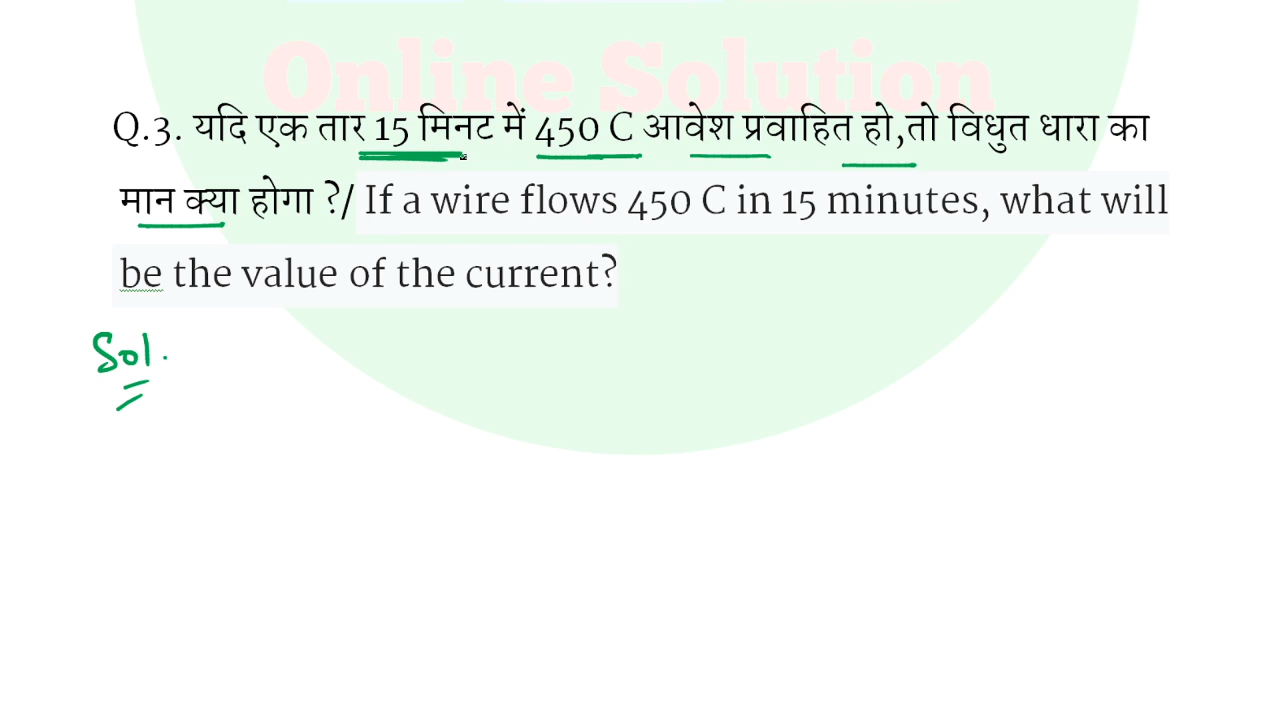 Online Solution
Q.3. यदि एक तार 15 मिनट में 450 C आवेश प्रवाहित हो,तो विधुत धारा का
मान क्या होगा ?/ If a wire flows 450 C in 15 minutes, what will
be the value of the current?
Sol.